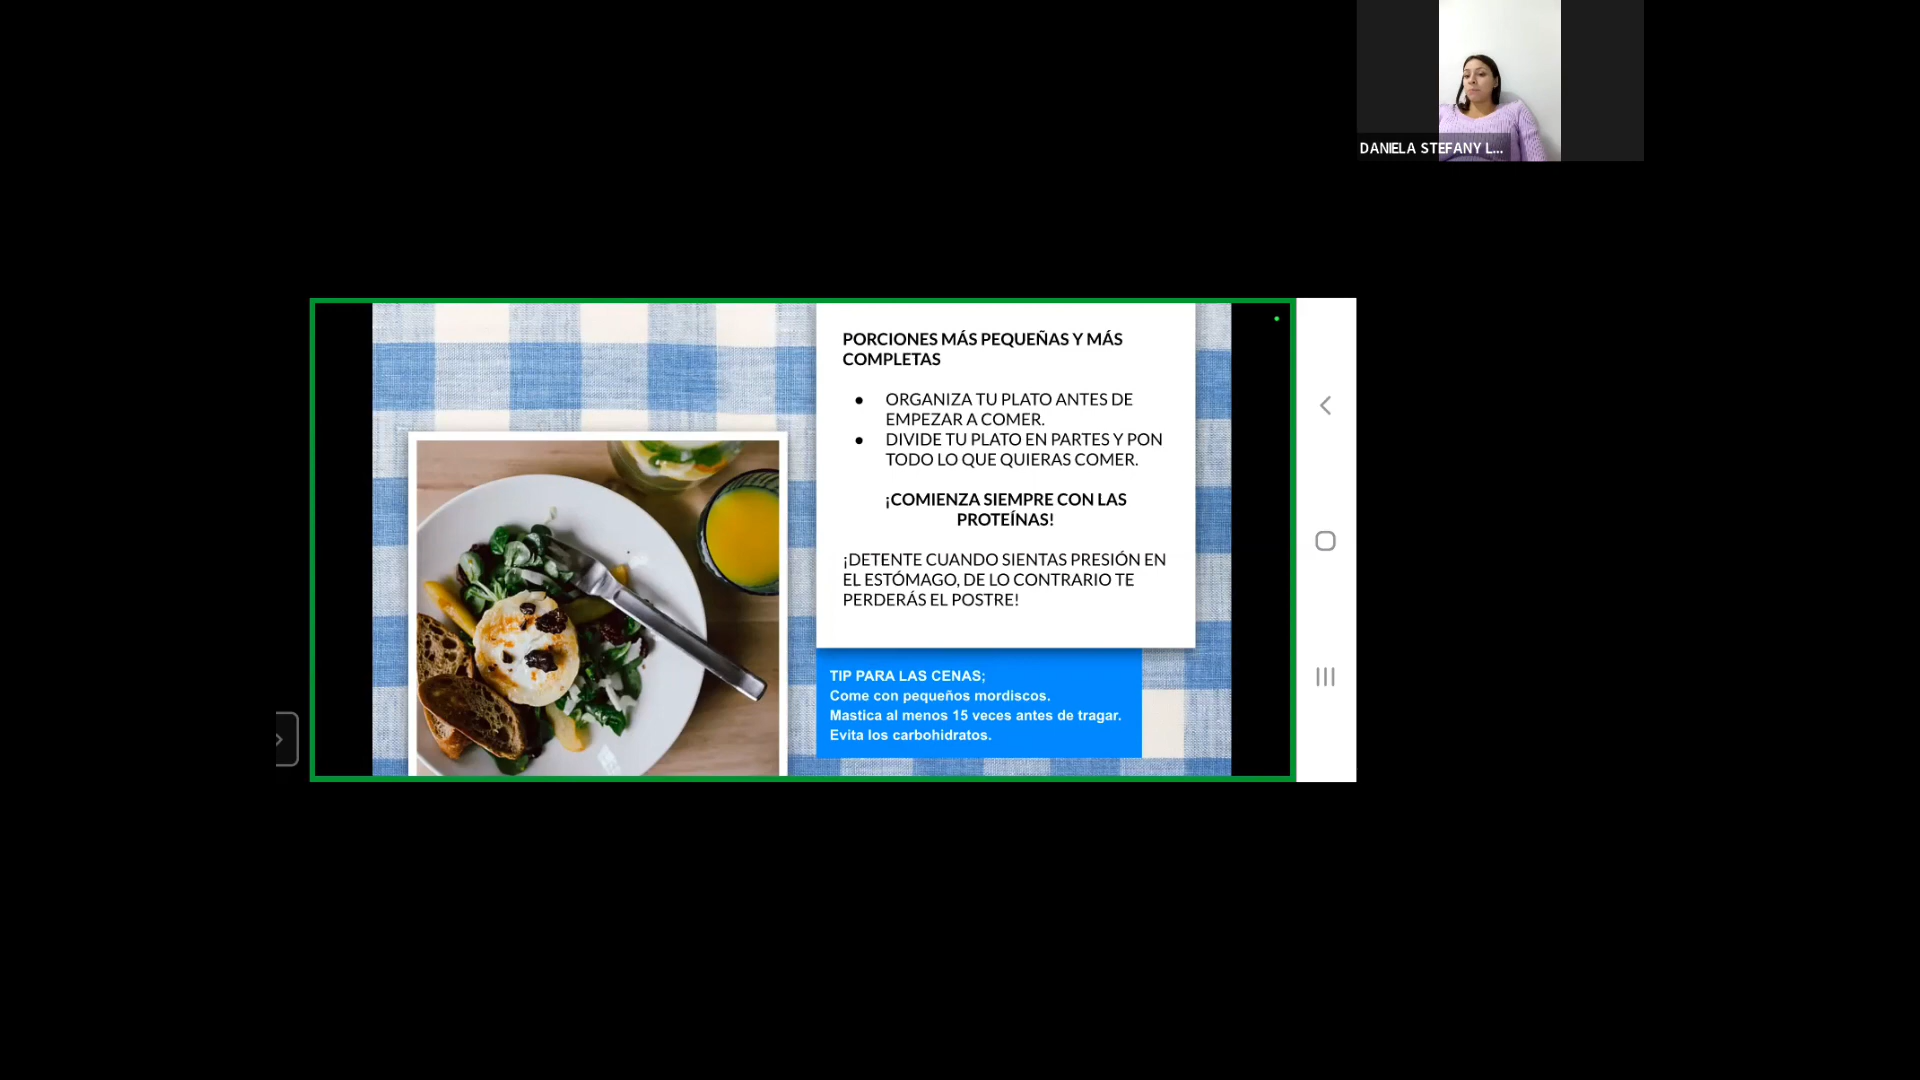 DANIELA STEFANY L...
PORCIONES MÁS PEQUEÑAS Y MÁS
COMPLETAS
● ORGANIZA TU PLATO ANTES DE
EMPEZAR A COMER.
● DIVIDE TU PLATO EN PARTES Y PON
TODO LO QUE QUIERAS COMER.
¡COMIENZA SIEMPRE CON LAS
PROTEÍNAS!
¡DETENTE CUANDO SIENTAS PRESIÓN EN
EL ESTÓMAGO, DE LO CONTRARIO TE
PERDERÁS EL POSTRE!
TIP PARA LAS CENAS;
Come con pequeños mordiscos.
Mastica al menos 15 veces antes de tragar.
Evita los carbohidratos.